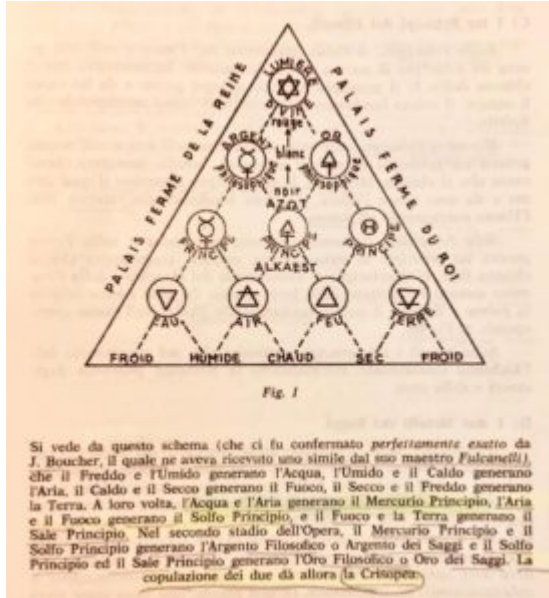 PALAIS FERME DE LA REINE
PALAIS FERME DU ROI
LUMIERE
DIVINE
rouge
ARGENT
philosophique
blanc
OR
philosophique
noir
AZOT
PRINCIPE
PRINCIPE
PRINCIPE
ALKAEST
EAU
AIR
FEU
TERRE
FROID HUMIDE CHAUD SEC FROID
Fig. 1
Si vede da questo schema (che ci fu confermato perfettamente esatto da
J. Boucher, il quale ne aveva ricevuto uno simile dal suo maestro Fulcanelli),
che il Freddo e l'Umido generano l'Acqua, l'Umido e il Caldo generano
l'Aria, il Caldo e il Secco generano il Fuoco, il Secco e il Freddo generano
la Terra. A loro volta, l'Acqua e l'Aria generano il Mercurio Principio, l'Aria
e il Fuoco generano il Solfo Principio, e il Fuoco e la Terra generano il
Sale Principio. Nel secondo stadio dell'Opera, il Mercurio Principio e il
Solfo Principio generano l'Argento Filosofico o Argento dei Saggi e il Solfo
Principio ed il Sale Principio generano l'Oro Filosofico o Oro dei Saggi. La
copulazione dei due dà allora la Crisopea.